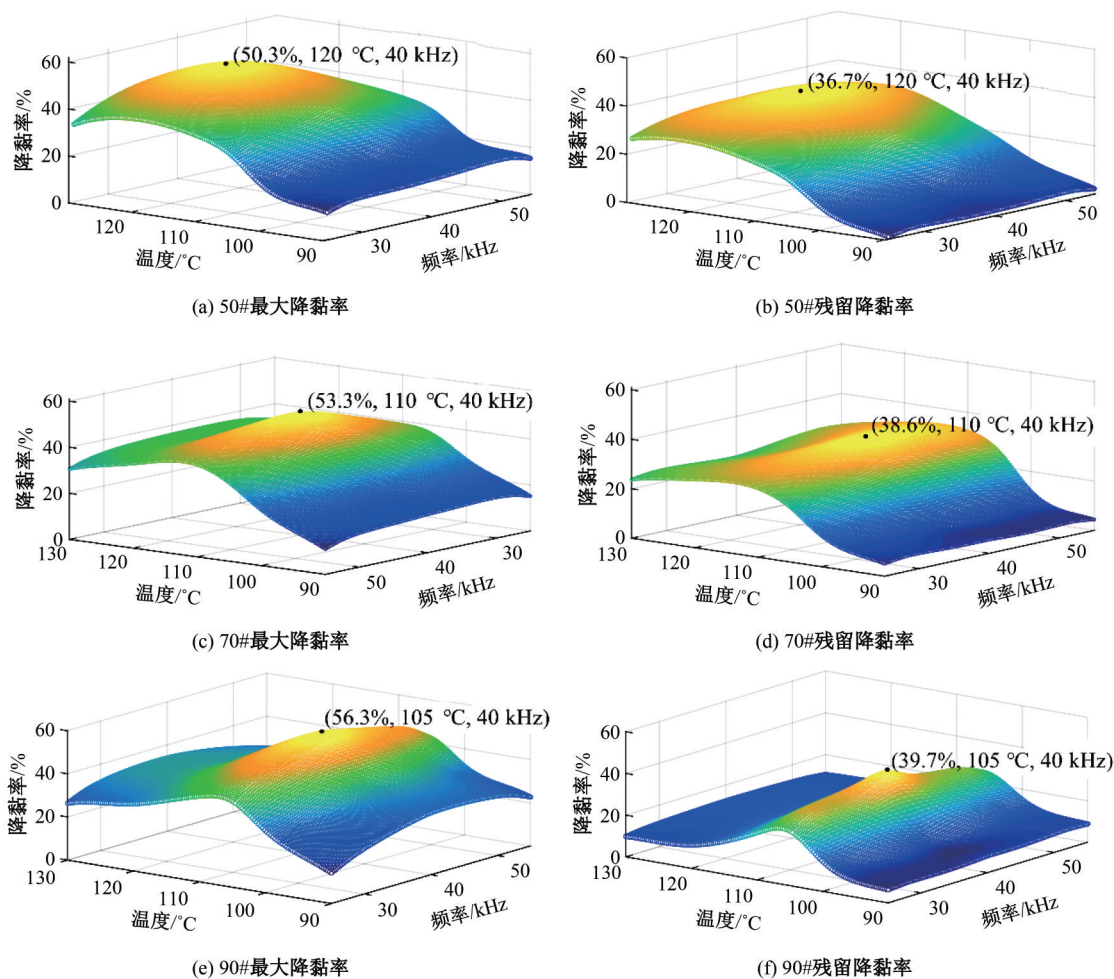 (50.3%, 120 ℃, 40 kHz)
60
40
20
0
降黏率/%
120
110
100
90
温度/℃
30
40
50
频率/kHz
(a) 50#最大降黏率
(36.7%, 120 ℃, 40 kHz)
60
40
20
0
降黏率/%
120
110
100
90
温度/℃
30
40
50
频率/kHz
(b) 50#残留降黏率
(53.3%, 110 ℃, 40 kHz)
60
40
20
0
降黏率/%
130
120
110
100
90
温度/℃
50
40
30
频率/kHz
(c) 70#最大降黏率
(38.6%, 110 ℃, 40 kHz)
60
40
20
0
降黏率/%
130
120
110
100
90
温度/℃
30
40
50
频率/kHz
(d) 70#残留降黏率
(56.3%, 105 ℃, 40 kHz)
60
40
20
0
降黏率/%
130
120
110
100
90
温度/℃
30
40
50
频率/kHz
(e) 90#最大降黏率
(39.7%, 105 ℃, 40 kHz)
60
40
20
0
降黏率/%
130
120
110
100
90
温度/℃
30
40
50
频率/kHz
(f) 90#残留降黏率